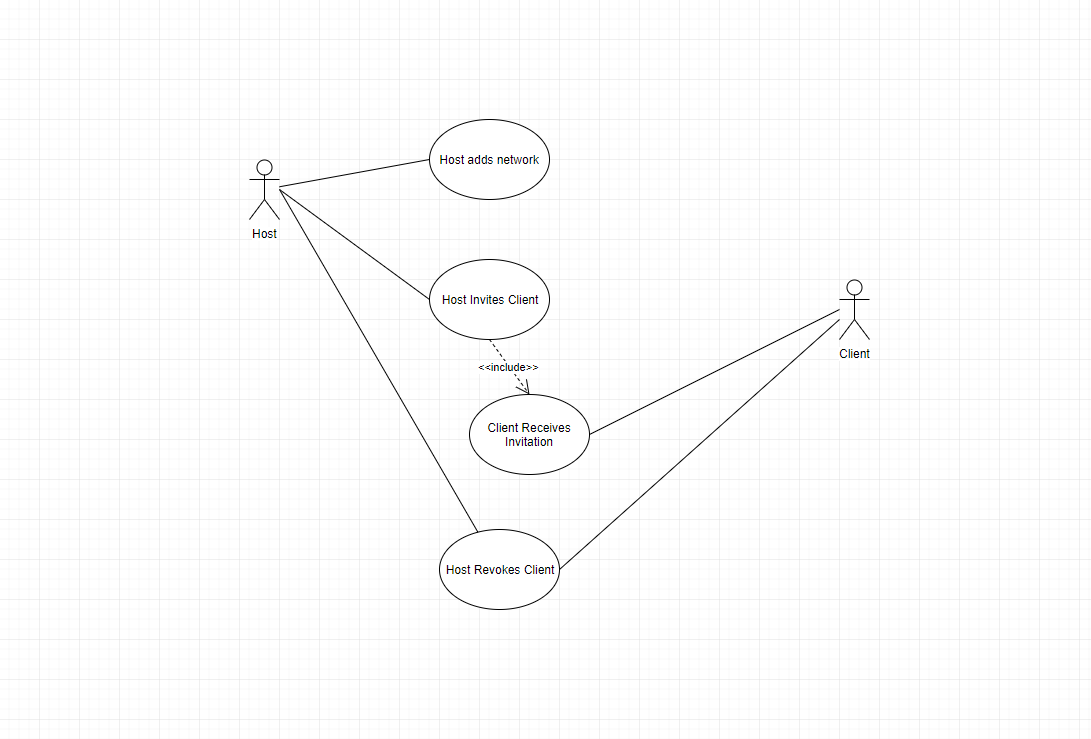 Host adds network
Host
Host Invites Client
Client
<<include>>
Client Receives
Invitation
Host Revokes Client